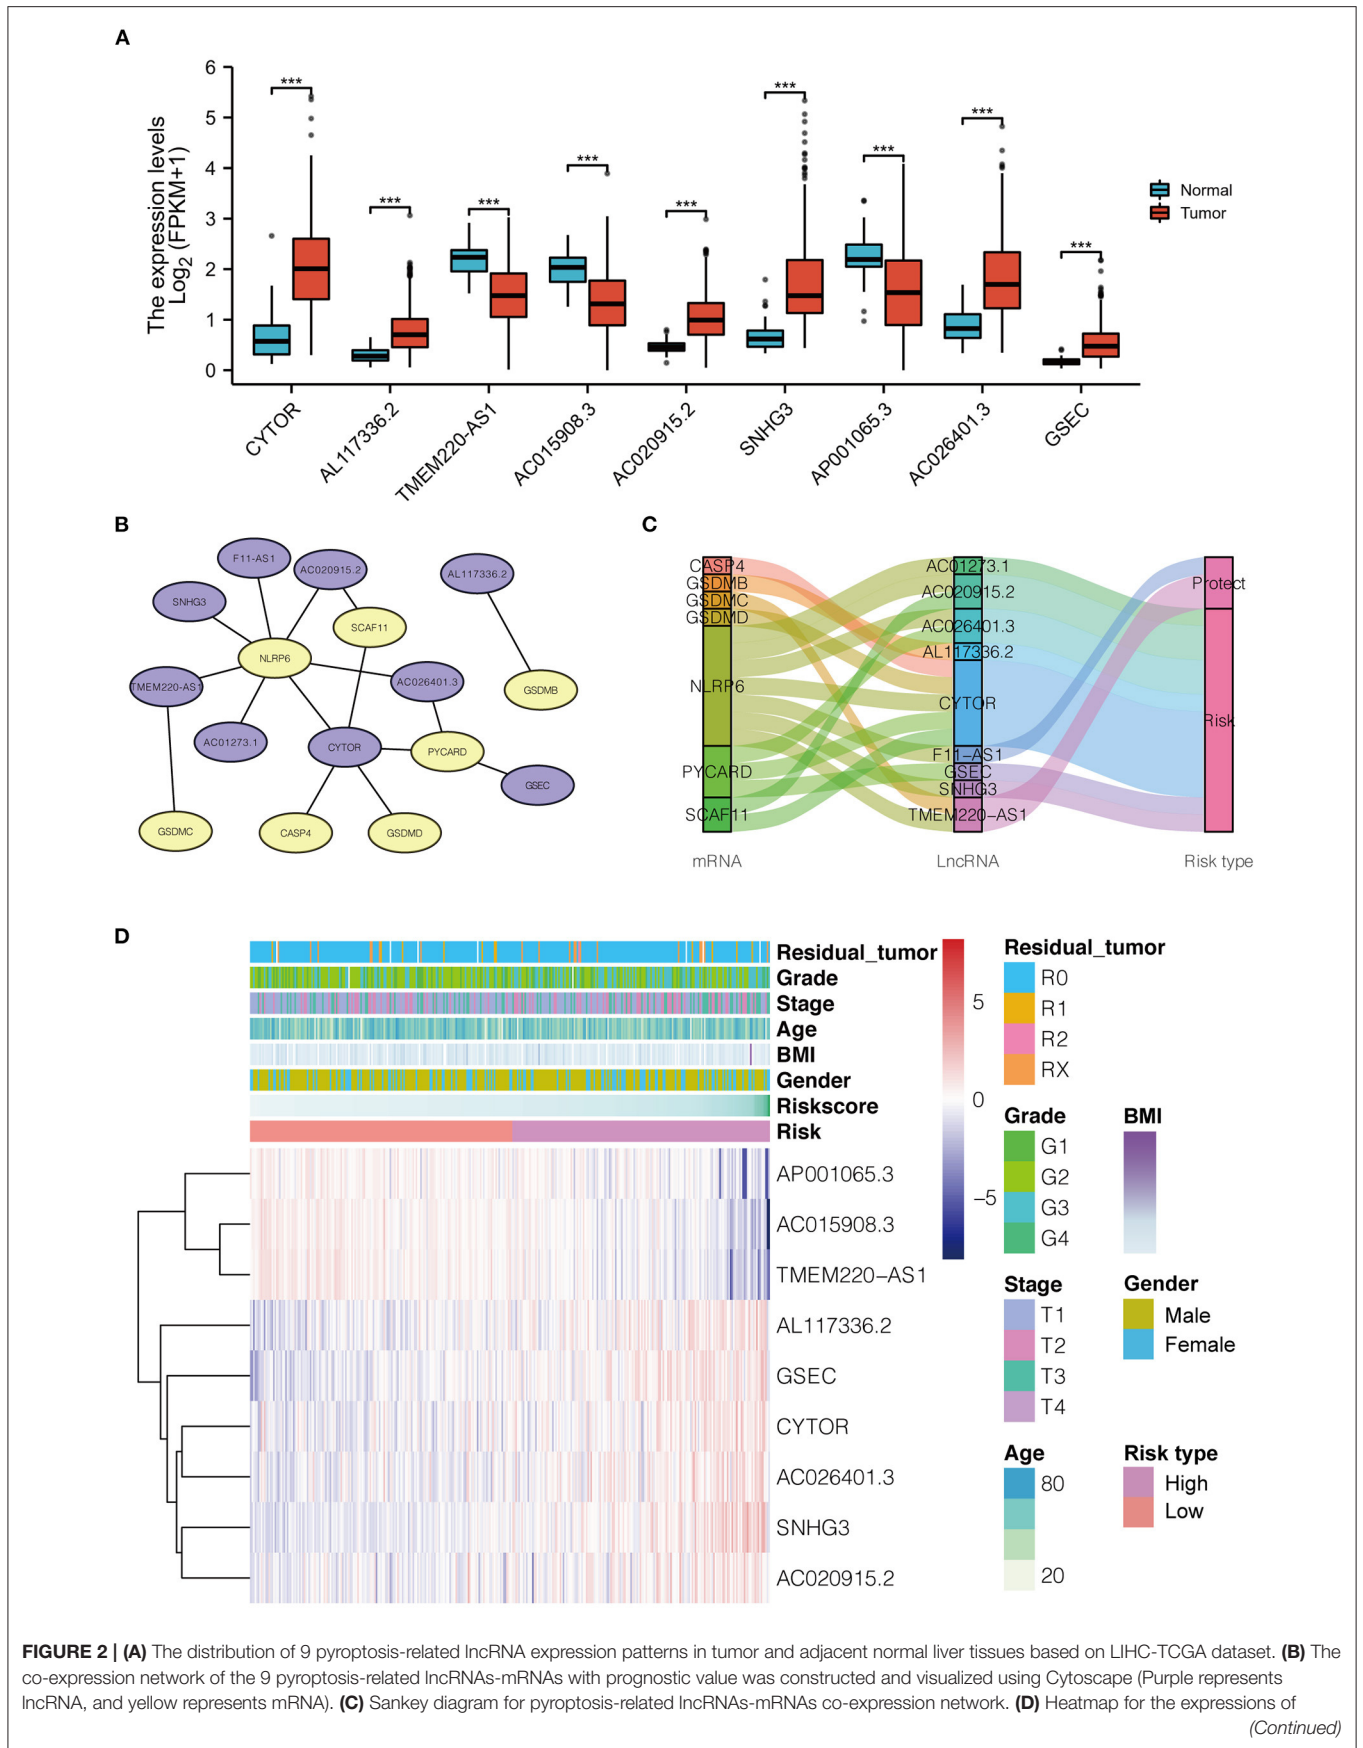 A
The expression levels
Log2 (FPKM+1)
6
5
4
3
2
1
0
***
***
***
***
***
***
***
***
***
Normal
Tumor
CYTOR
AL117336.2
TMEM220-AS1
AC015908.3
AC020915.2
SNHG3
AP001065.3
AC026401.3
GSEC
B
F11-AS1
AC020915.2
AL117336.2
SNHG3
SCAF11
NLRP6
TMEM220-AS1
AC026401.3
GSDMB
AC01273.1
CYTOR
PYCARD
GSEC
GSDMC
CASP4
GSDMD
C
CASP4
GSDMB
GSDMC
GSDMD
NLRP6
PYCARD
SCAF11
AC01273.1
AC020915.2
AC026401.3
AL117336.2
CYTOR
F11-AS1
GSEC
SNHG3
TMEM220-AS1
Protect
Risk
mRNA
LncRNA
Risk type
D
Residual_tumor
Grade
Stage
Age
BMI
Gender
Riskscore
Risk
AP001065.3
AC015908.3
TMEM220-AS1
AL117336.2
GSEC
CYTOR
AC026401.3
SNHG3
AC020915.2
5
0
-5
Residual_tumor
R0
R1
R2
RX
Grade
G1
G2
G3
G4
BMI
Stage
T1
T2
T3
T4
Gender
Male
Female
Age
80
20
Risk type
High
Low
FIGURE 2 | (A) The distribution of 9 pyroptosis-related lncRNA expression patterns in tumor and adjacent normal liver tissues based on LIHC-TCGA dataset. (B) The
co-expression network of the 9 pyroptosis-related lncRNAs-mRNAs with prognostic value was constructed and visualized using Cytoscape (Purple represents
lncRNA, and yellow represents mRNA). (C) Sankey diagram for pyroptosis-related lncRNAs-mRNAs co-expression network. (D) Heatmap for the expressions of
(Continued)